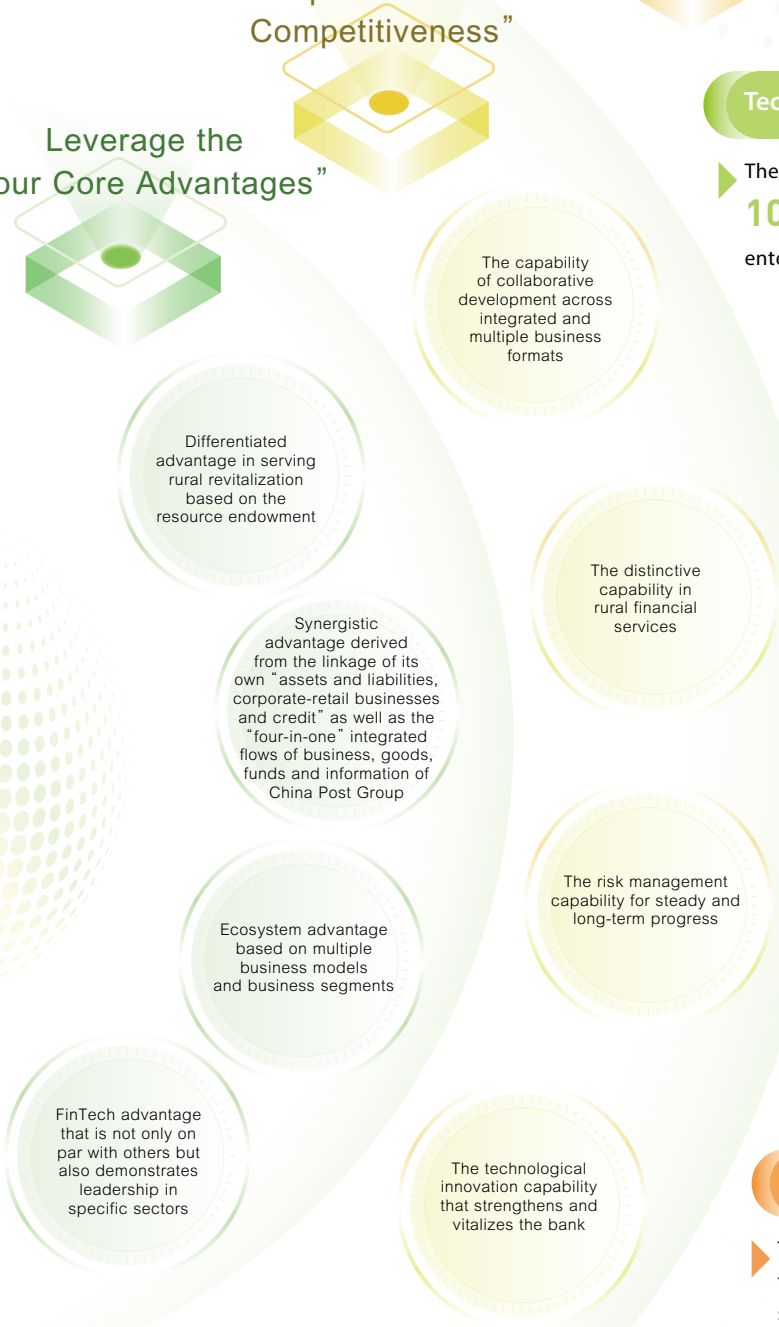 Competitiveness”
Leverage the
our Core Advantages”
The capability
of collaborative
development across
integrated and
multiple business
formats
Differentiated
advantage in serving
rural revitalization
based on the
resource endowment
The distinctive
capability in
rural financial
services
Synergistic
advantage derived
from the linkage of its
own “assets and liabilities,
corporate-retail businesses
and credit” as well as the
“four-in-one” integrated
flows of business, goods,
funds and information of
China Post Group
The risk management
capability for steady and
long-term progress
Ecosystem advantage
based on multiple
business models
and business segments
FinTech advantage
that is not only on
par with others but
also demonstrates
leadership in
specific sectors
The technological
innovation capability
that strengthens and
vitalizes the bank
Tec
The
10
ente